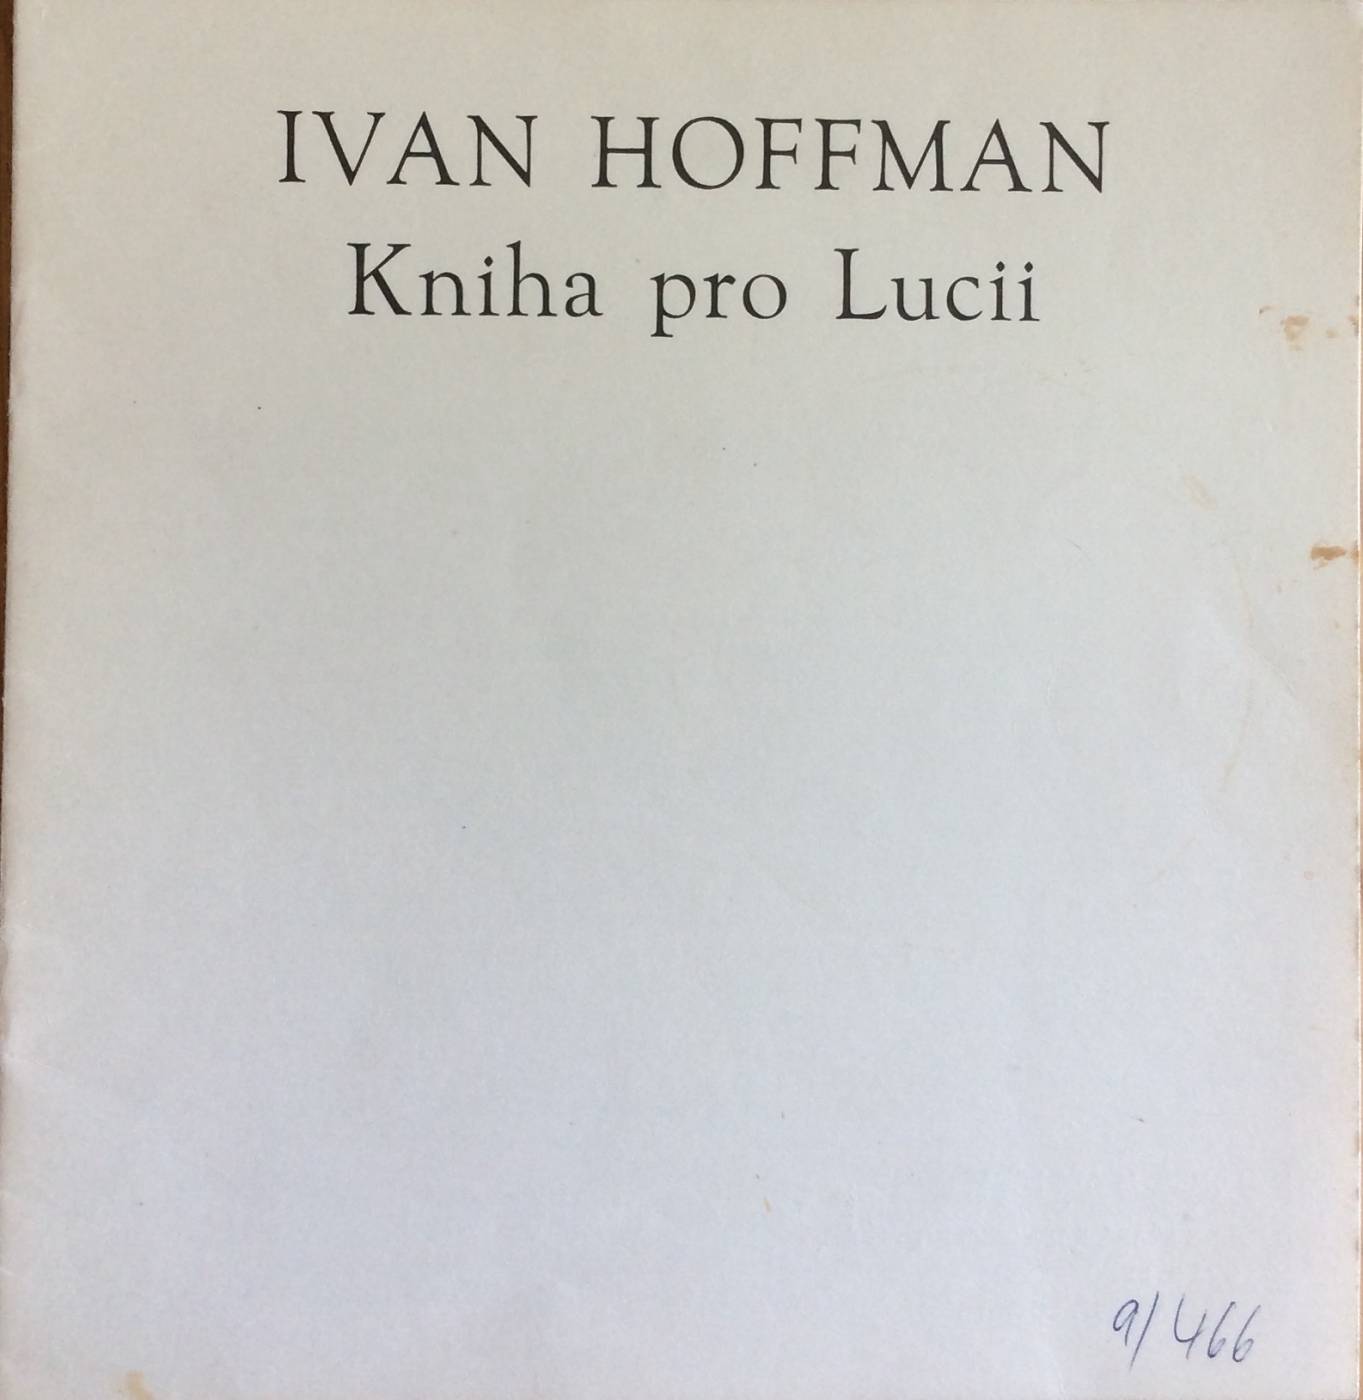 IVAN HOFFMAN
Kniha pro Lucii
9/466